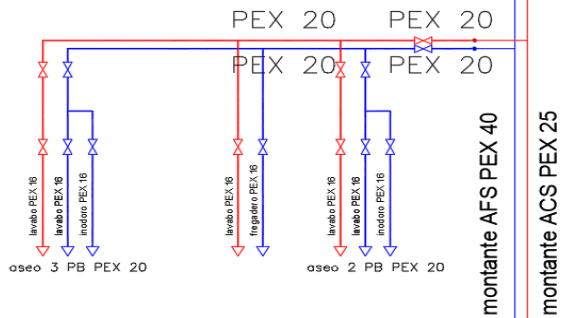 PEX 20
PEX 20
PEX 20
PEX 20
lavabo PEX 16
lavabo PEX 16
inodoro PEX 16
lavabo PEX 16
fregadero PEX 16
lavabo PEX 16
lavabo PEX 16
inodoro PEX 16
aseo 3 PB PEX 20
aseo 2 PB PEX 20
montante AFS PEX 40
montante ACS PEX 25